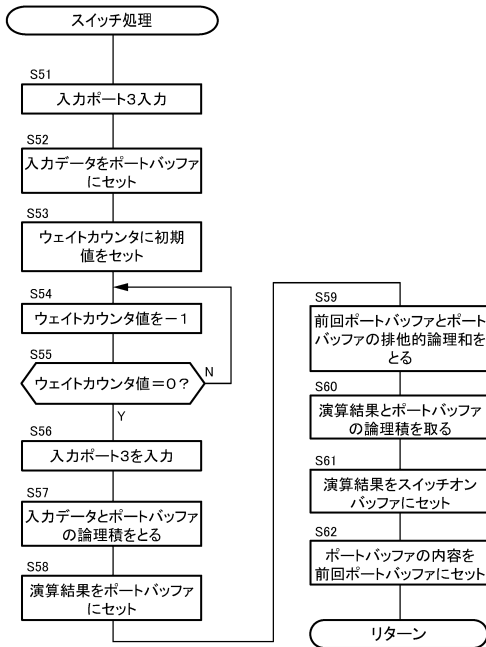 スイッチ処理
S51
入力ポート3入力
S52
入力データをポートバッファ
にセット
S53
ウェイトカウンタに初期
値をセット
S54
ウェイトカウンタ値を－1
S55
ウェイトカウンタ値＝0？
N
Y
S56
入力ポート3を入力
S57
入力データとポートバッファ
の論理積をとる
S58
演算結果をポートバッファ
にセット
S59
前回ポートバッファとポート
バッファの排他的論理和を
とる
S60
演算結果とポートバッファ
の論理積を取る
S61
演算結果をスイッチオン
バッファにセット
S62
ポートバッファの内容を
前回ポートバッファにセット
リターン